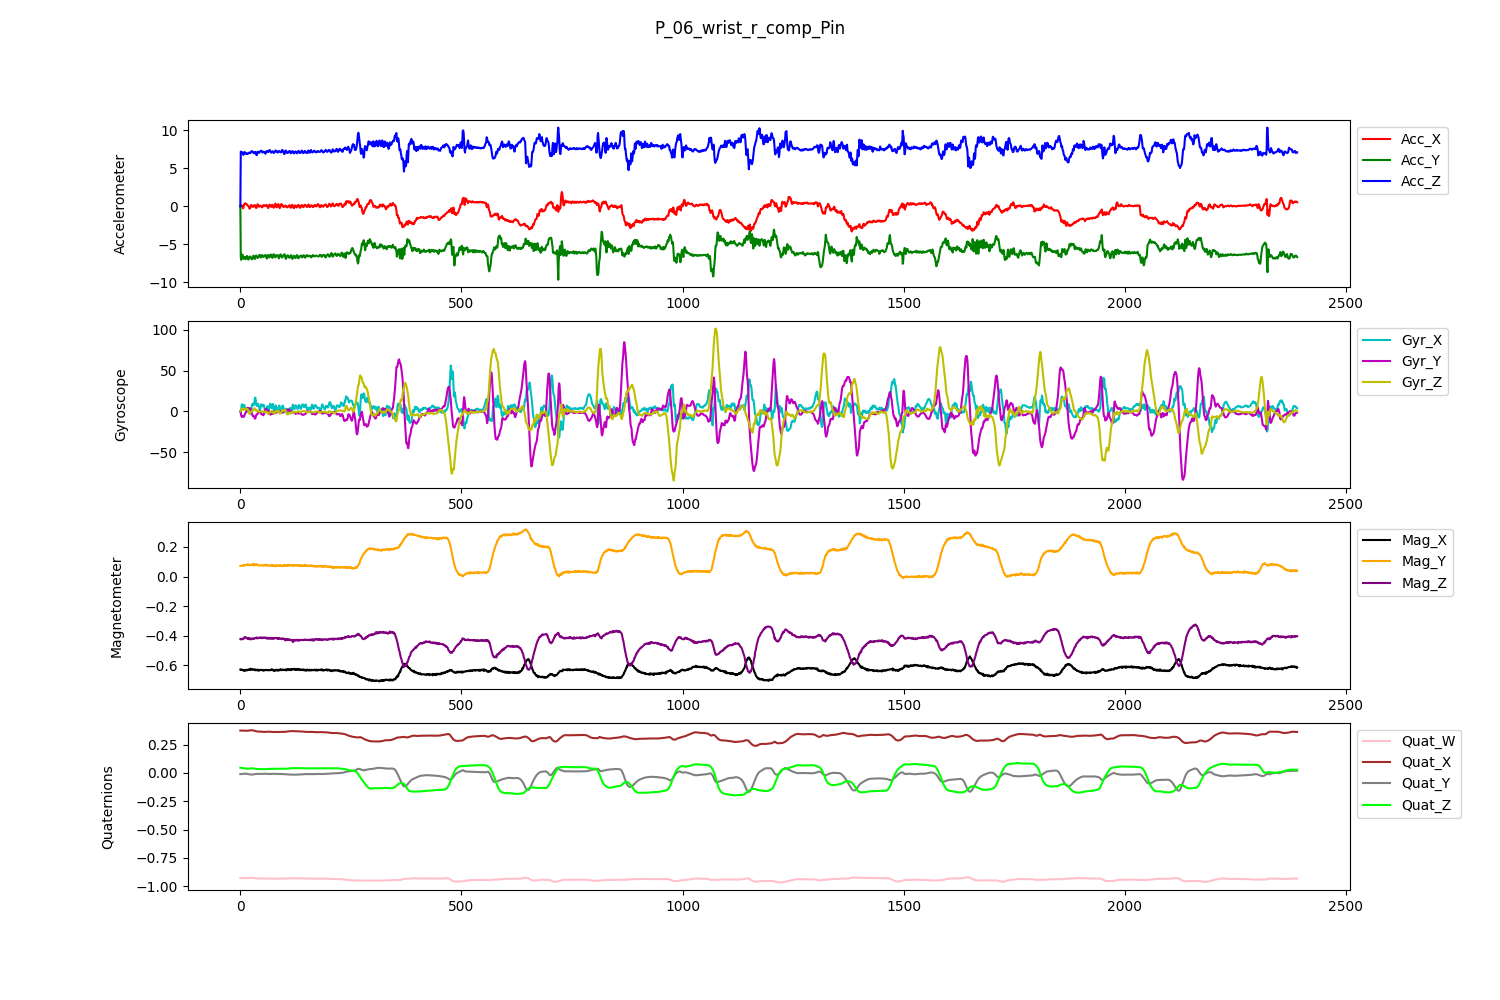 P_06_wrist_r_comp_Pin
Accelerometer
10
5
0
−5
−10
0 500 1000 1500 2000 2500
Acc_X
Acc_Y
Acc_Z
Gyroscope
100
50
0
−50
0 500 1000 1500 2000 2500
Gyr_X
Gyr_Y
Gyr_Z
Magnetometer
0.2
0.0
−0.2
−0.4
−0.6
0 500 1000 1500 2000 2500
Mag_X
Mag_Y
Mag_Z
Quaternions
0.25
0.00
−0.25
−0.50
−0.75
−1.00
0 500 1000 1500 2000 2500
Quat_W
Quat_X
Quat_Y
Quat_Z